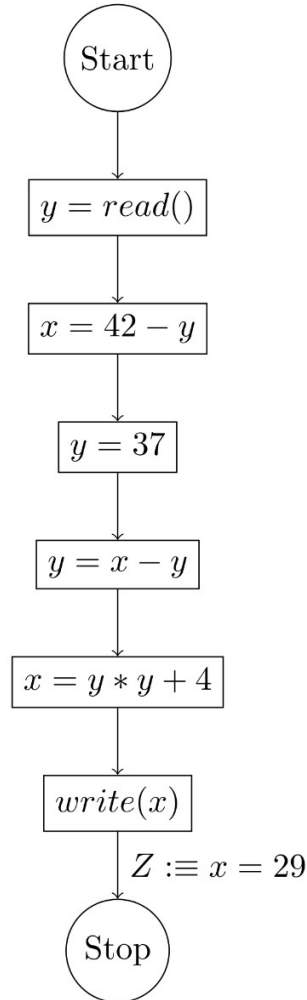 Start
y = read()
x = 42 − y
y = 37
y = x − y
x = y ∗ y + 4
write(x)
Z :≡ x = 29
Stop